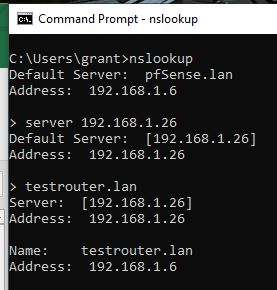 Command Prompt - nslookup
C:\Users\grant>nslookup
Default Server:  pfSense.lan
Address:  192.168.1.6
> server 192.168.1.26
Default Server:  [192.168.1.26]
Address:  192.168.1.26
> testrouter.lan
Server:  [192.168.1.26]
Address:  192.168.1.26
Name:    testrouter.lan
Address:  192.168.1.6